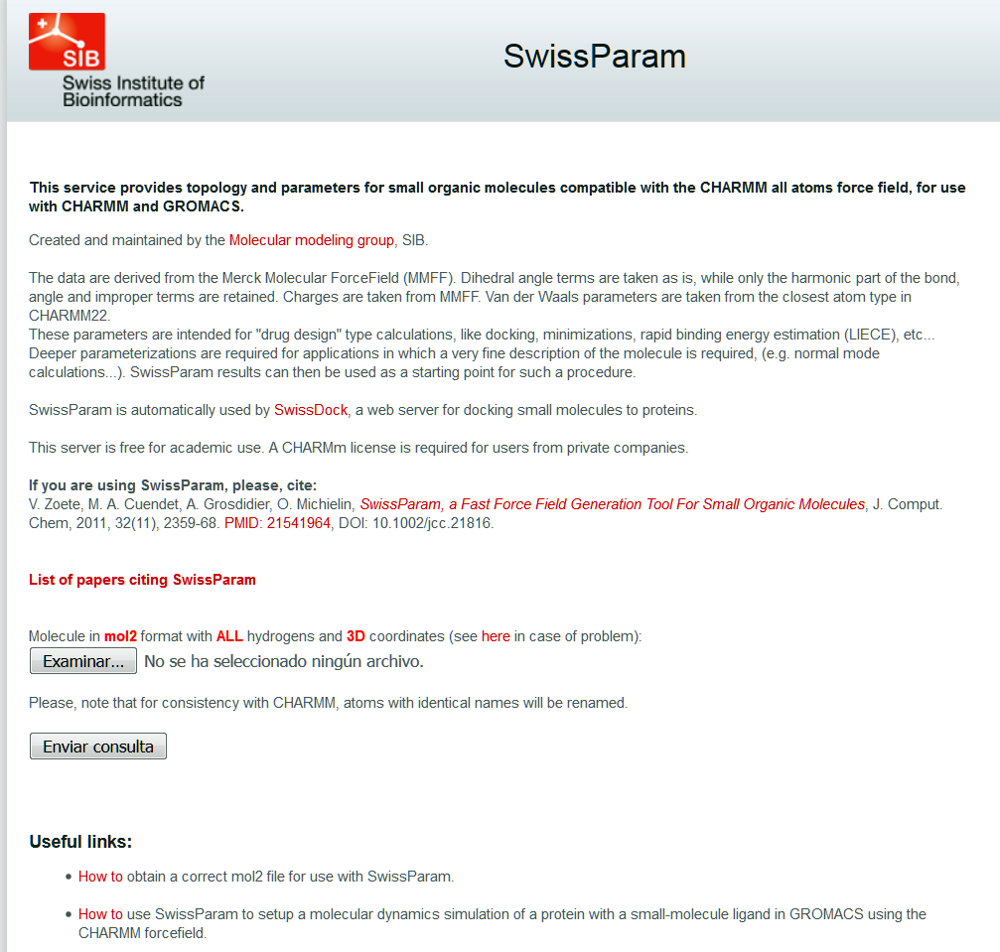 SIB
Swiss Institute of
Bioinformatics
SwissParam
This service provides topology and parameters for small organic molecules compatible with the CHARMM all atoms force field, for use
with CHARMM and GROMACS.
Created and maintained by the Molecular modeling group, SIB.
The data are derived from the Merck Molecular ForceField (MMFF). Dihedral angle terms are taken as is, while only the harmonic part of the bond,
angle and improper terms are retained. Charges are taken from MMFF. Van der Waals parameters are taken from the closest atom type in
CHARMM22.
These parameters are intended for "drug design" type calculations, like docking, minimizations, rapid binding energy estimation (LIECE), etc...
Deeper parameterizations are required for applications in which a very fine description of the molecule is required, (e.g. normal mode
calculations...). SwissParam results can then be used as a starting point for such a procedure.
SwissParam is automatically used by SwissDock, a web server for docking small molecules to proteins.
This server is free for academic use. A CHARMm license is required for users from private companies.
If you are using SwissParam, please, cite:
V. Zoete, M. A. Cuendet, A. Grosdidier, O. Michielin, SwissParam, a Fast Force Field Generation Tool For Small Organic Molecules, J. Comput.
Chem, 2011, 32(11), 2359-68. PMID: 21541964, DOI: 10.1002/jcc.21816.
List of papers citing SwissParam
Molecule in mol2 format with ALL hydrogens and 3D coordinates (see here in case of problem):
Examinar... No se ha seleccionado ningún archivo.
Please, note that for consistency with CHARMM, atoms with identical names will be renamed.
Enviar consulta
Useful links:
• How to obtain a correct mol2 file for use with SwissParam.
• How to use SwissParam to setup a molecular dynamics simulation of a protein with a small-molecule ligand in GROMACS using the
CHARMM forcefield.